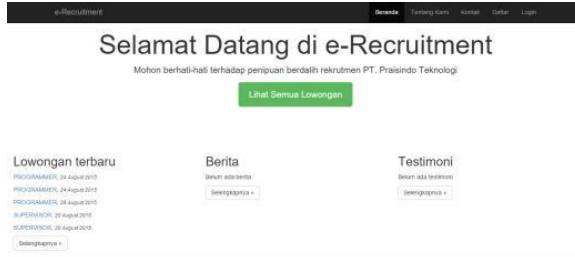 e-Recruitment
Beranda Tentang Kami Kontak Daftar Login
Selamat Datang di e-Recruitment
Mohon berhati-hati terhadap penipuan berdalih rekrutmen PT. Praisindo Teknologi
Lihat Semua Lowongan
Lowongan terbaru
PROGRAMMER, 24 August 2015
PROGRAMMER, 24 August 2015
PROGRAMMER, 28 August 2015
SUPERVISOR, 20 August 2015
SUPERVISOR, 20 August 2015
Selengkapnya »
Berita
Belum ada berita
Selengkapnya »
Testimoni
Belum ada testimoni
Selengkapnya »